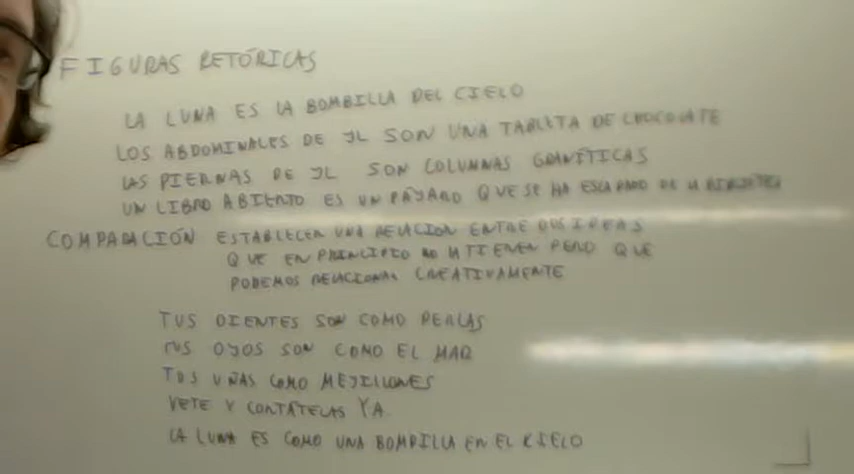 FIGURAS RETÓRICAS
LA LUNA ES LA BOMBILLA DEL CIELO
LOS ABDOMINALES DE JL SON UNA TABLETA DE CHOCOLATE
LAS PIERNAS DE JL SON COLUMNAS GRANÍTICAS
UN LIBRO ABIERTO ES UN PÁJARO QUE SE HA ESCAPADO DE LA BIBLIOTECA
COMPARACIÓN ESTABLECER UNA RELACION ENTRE DOS IDEAS
QUE EN PRINCIPIO NO LA TIENEN PERO QUE
PODEMOS RELACIONAR CREATIVAMENTE
TUS DIENTES SON COMO PERLAS
TUS OJOS SON COMO EL MAR
TUS UÑAS COMO MEJILLONES
VETE Y CORTATELAS YA
LA LUNA ES COMO UNA BOMBILLA EN EL CIELO